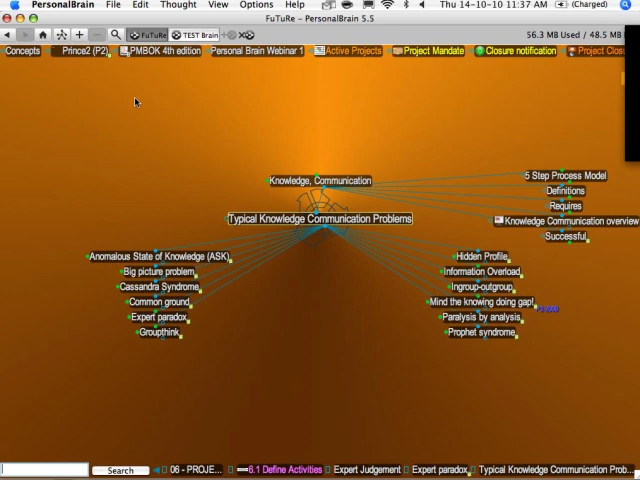 PersonalBrain File Edit Thought View Options Help Thu 14-10-10 11:37 AM (Charged)
FuTuRe – PersonalBrain 5.5
FuTuRe TEST Brain 56.3 MB Used / 48.5 MB
Concepts Prince2 (P2) PMBOK 4th edition Personal Brain Webinar 1 Active Projects Project Mandate Closure notification Project Clos
Knowledge, Communication
5 Step Process Model
Definitions
Requires
Knowledge Communication overview
Successful
Typical Knowledge Communication Problems
Anomalous State of Knowledge (ASK)
Big picture problem
Cassandra Syndrome
Common ground
Expert paradox
Groupthink
Hidden Profile
Information Overload
Ingroup-outgroup
Mind the knowing doing gap!
Paralysis by analysis
Prophet syndrome
Search 06 - PROJE... 6.1 Define Activities Expert Judgement Expert paradox Typical Knowledge Communication Prob...